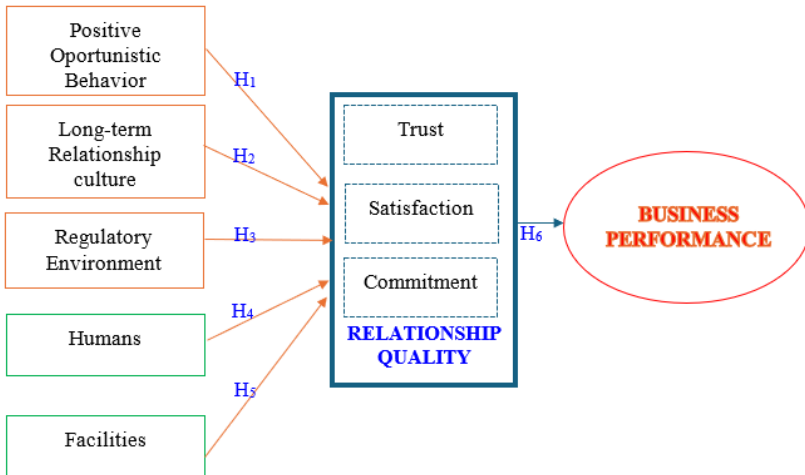 Positive
Oportunistic
Behavior
H1
Long-term
Relationship
culture
H2
Regulatory
Environment
H3
Humans
H4
Facilities
H5
Trust
Satisfaction
Commitment
RELATIONSHIP
QUALITY
H6
BUSINESS
PERFORMANCE